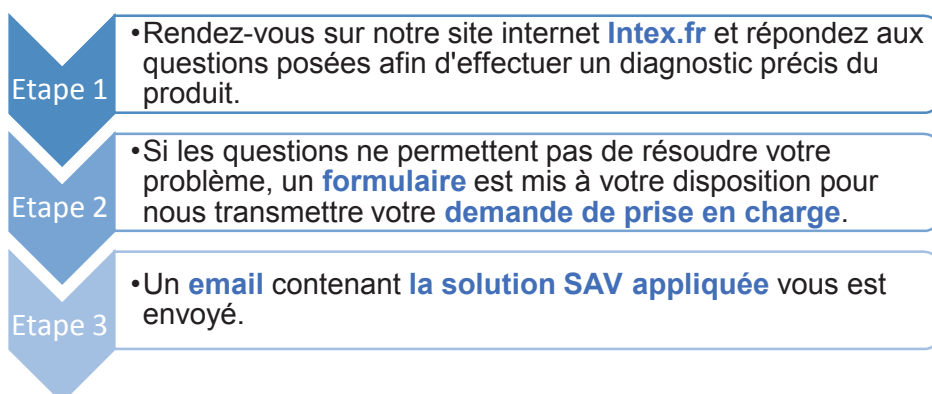 Etape 1
•Rendez-vous sur notre site internet Intex.fr et répondez aux
questions posées afin d'effectuer un diagnostic précis du
produit.
Etape 2
•Si les questions ne permettent pas de résoudre votre
problème, un formulaire est mis à votre disposition pour
nous transmettre votre demande de prise en charge.
Etape 3
•Un email contenant la solution SAV appliquée vous est
envoyé.